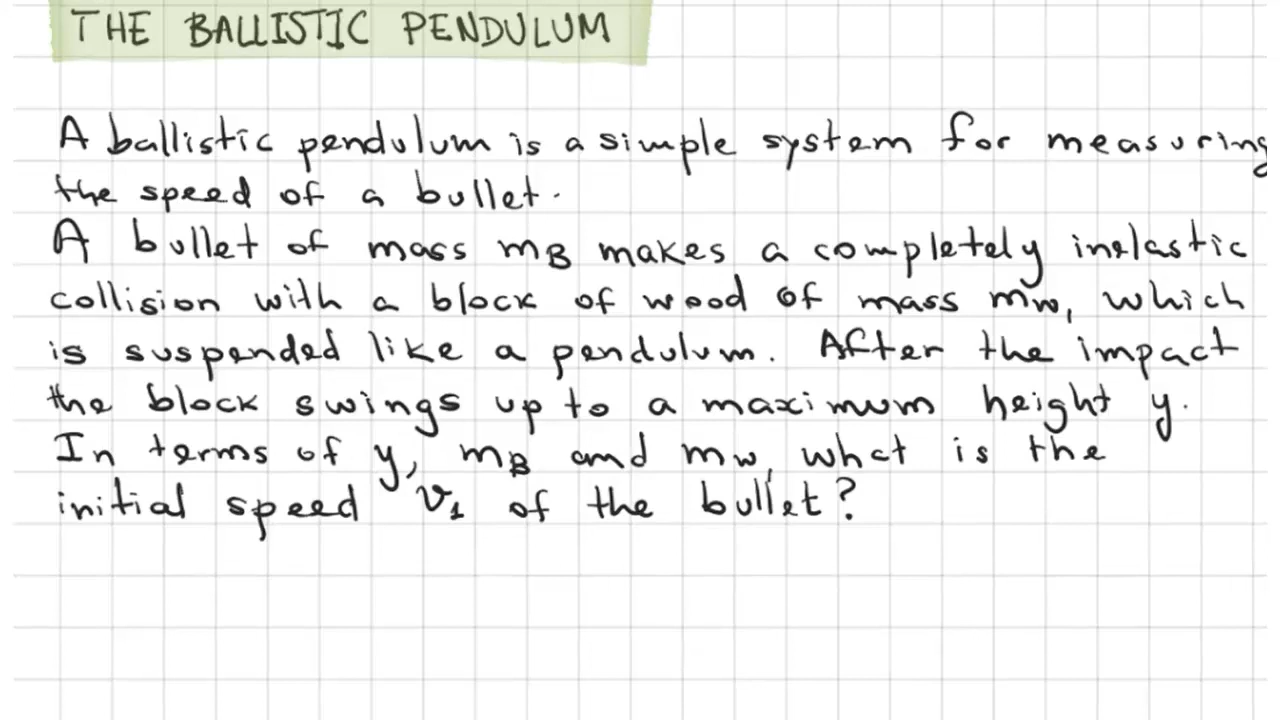 THE BALLISTIC PENDULUM
A ballistic pendulum is a simple system for measuring
the speed of a bullet.
A bullet of mass mB makes a completely inelastic
collision with a block of wood of mass mw, which
is suspended like a pendulum. After the impact
the block swings up to a maximum height y.
In terms of y, mB and mw, what is the
initial speed v1 of the bullet?